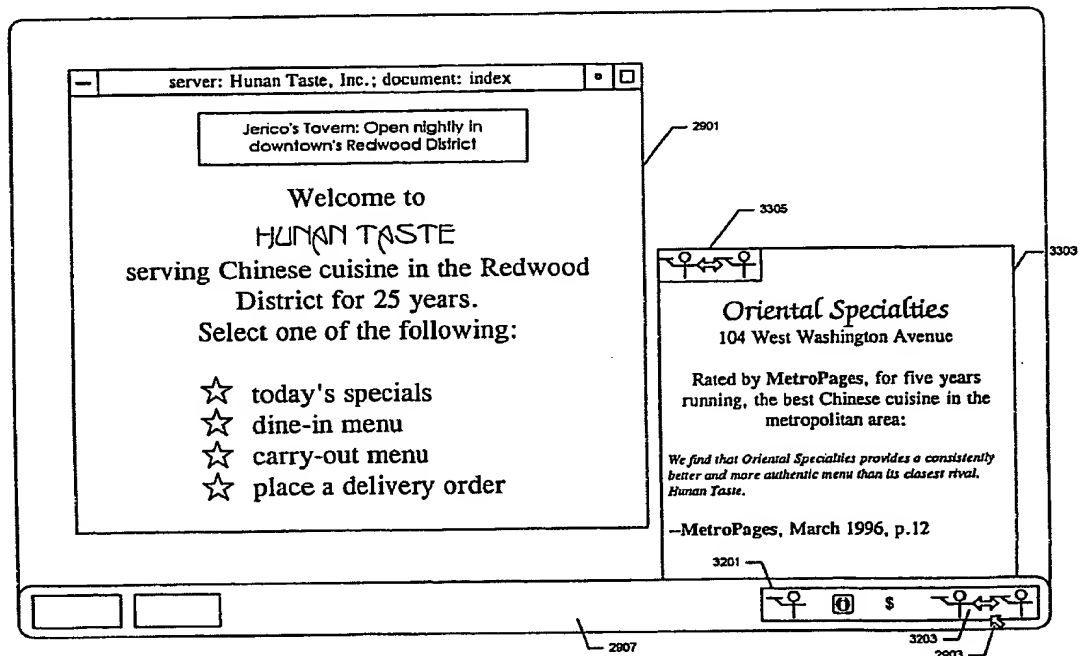 server: Hunan Taste, Inc.; document: index
Jerico's Tavern: Open nightly in
downtown's Redwood District
2901
Welcome to
HUNAN TASTE
serving Chinese cuisine in the Redwood
District for 25 years.
Select one of the following:
today's specials
dine-in menu
carry-out menu
place a delivery order
3305
3303
Oriental Specialties
104 West Washington Avenue
Rated by MetroPages, for five years
running, the best Chinese cuisine in the
metropolitan area:
We find that Oriental Specialties provides a consistently
better and more authentic menu than its closest rival,
Hunan Taste.
--MetroPages, March 1996, p.12
3201
$
3203
2903
2907